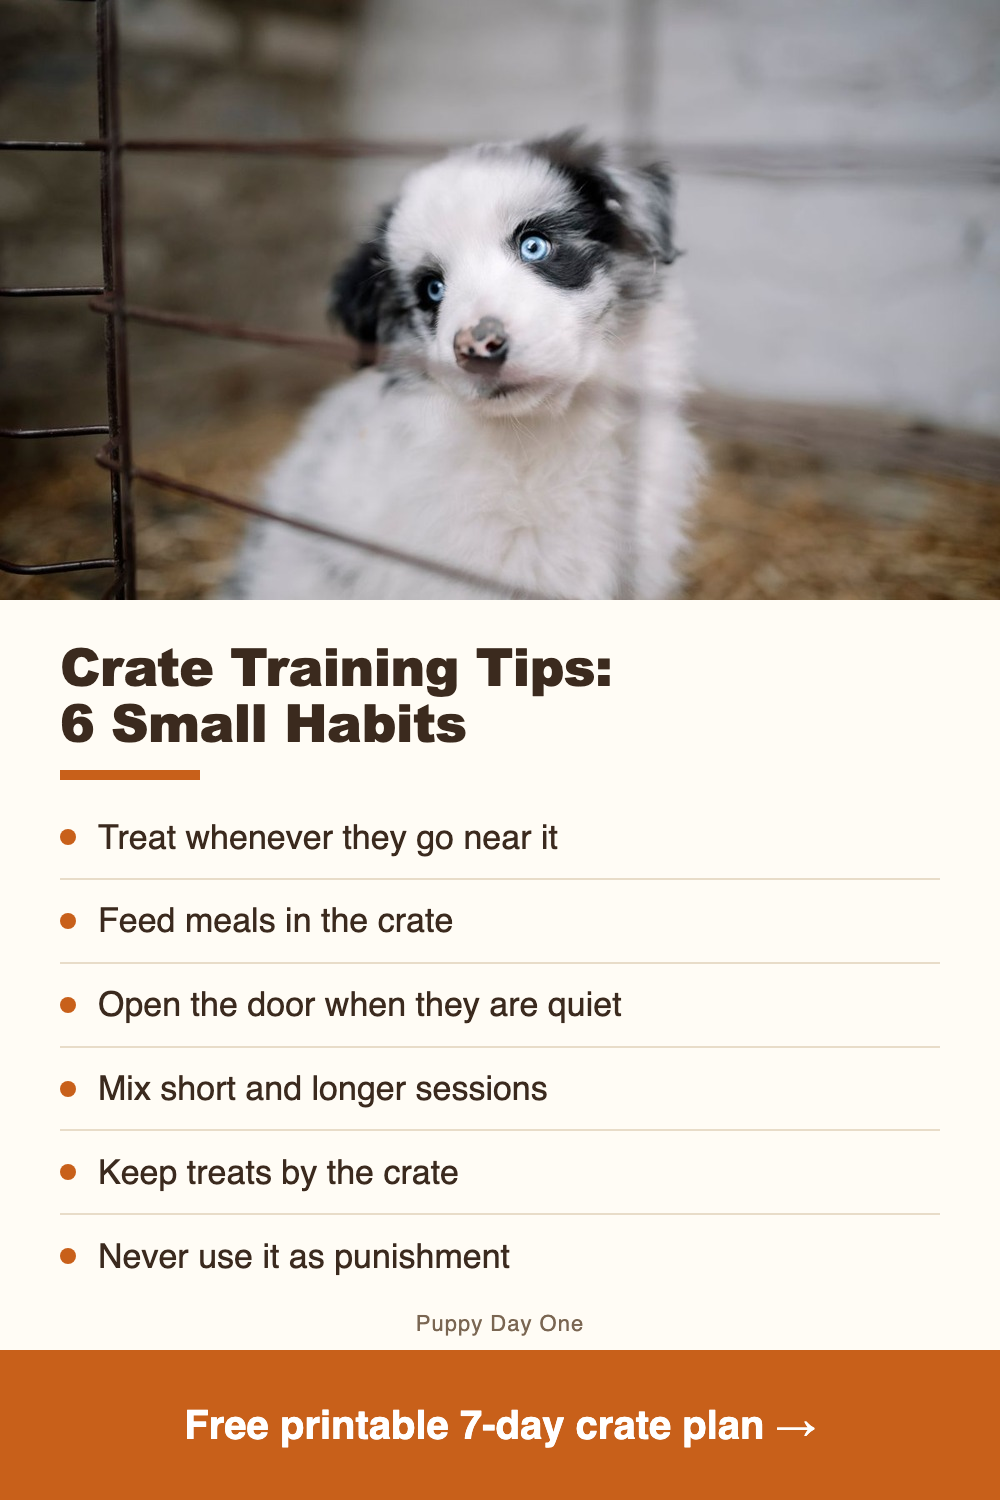 Crate Training Tips:
6 Small Habits
Treat whenever they go near it
Feed meals in the crate
Open the door when they are quiet
Mix short and longer sessions
Keep treats by the crate
Never use it as punishment
Puppy Day One
Free printable 7-day crate plan →